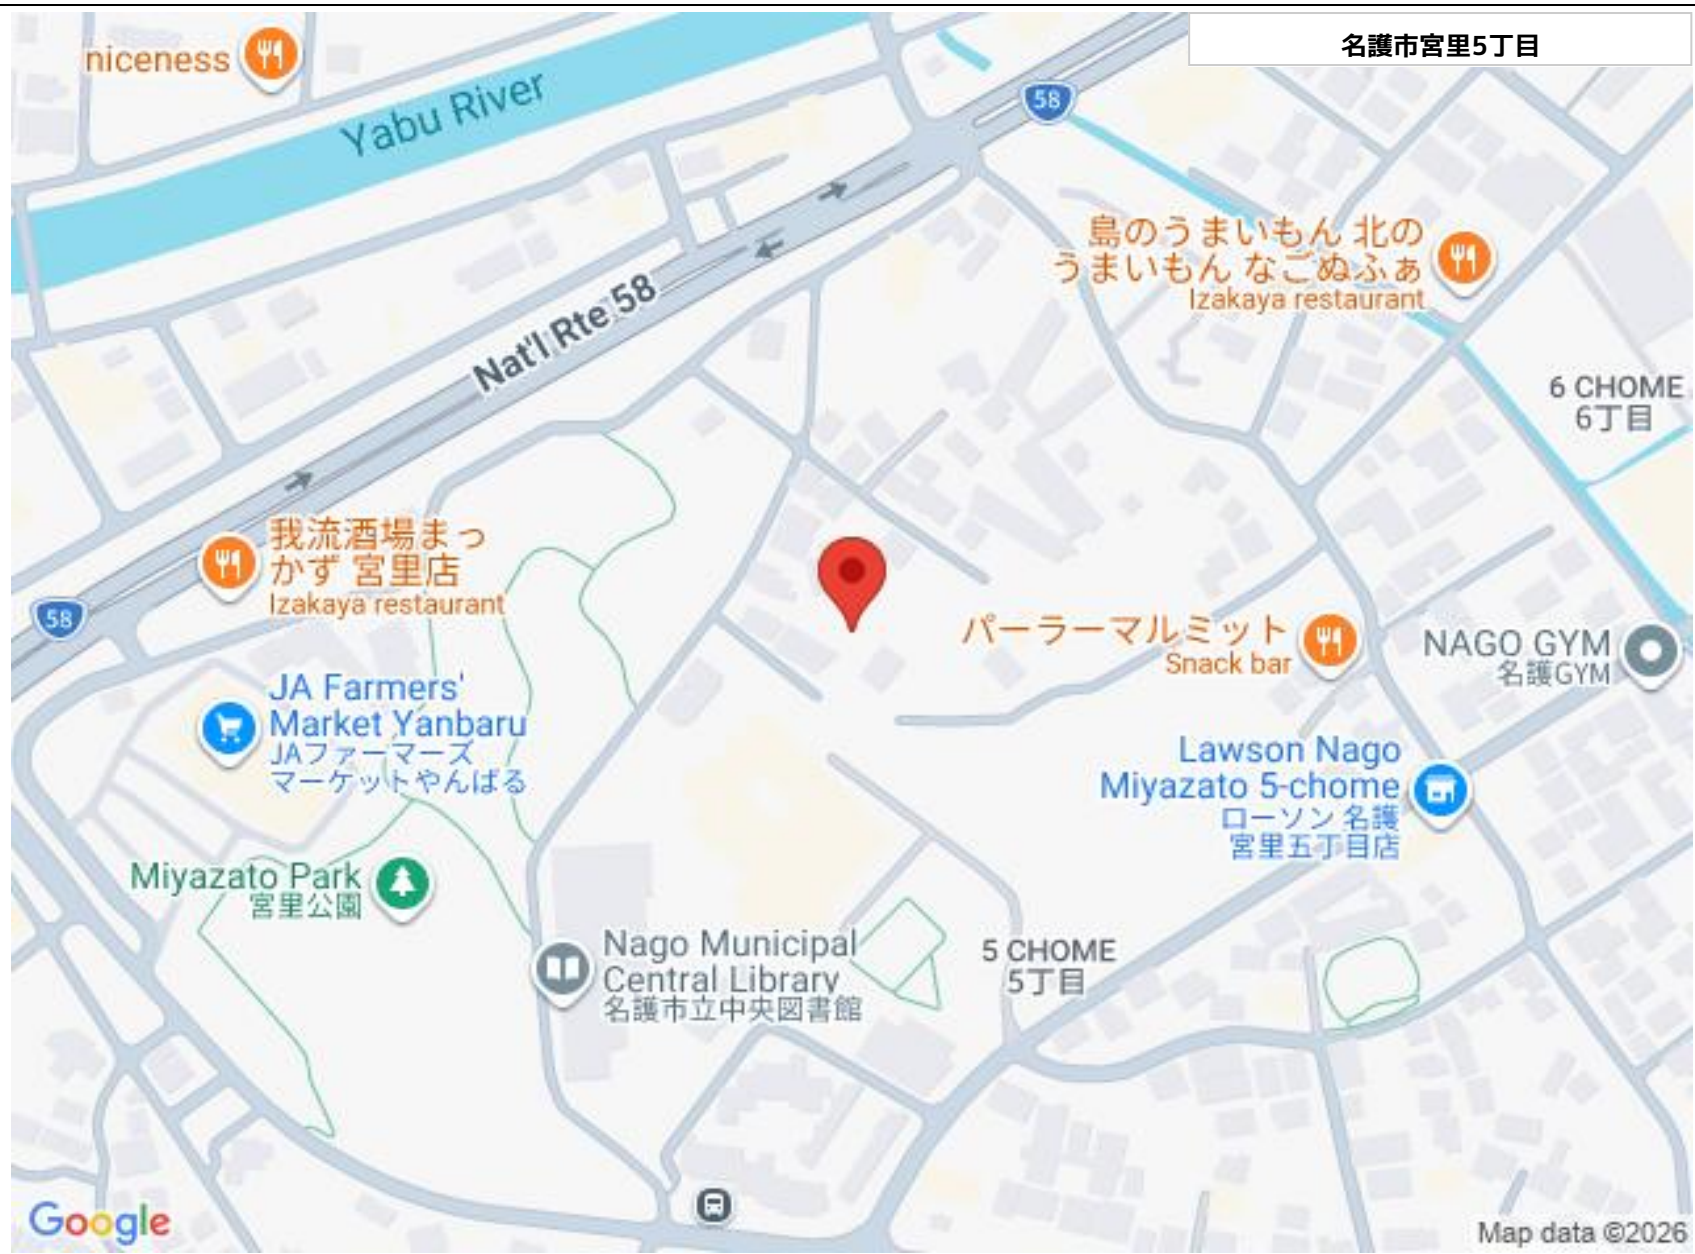 名護市宮里5丁目
niceness
Yabu River
58
島のうまいもん 北の
うまいもん なごぬふぁ
Izakaya restaurant
Nat'l Rte 58
6 CHOME
6丁目
我流酒場まっ
かず 宮里店
Izakaya restaurant
58
パーラーマルミット
Snack bar
NAGO GYM
名護GYM
JA Farmers'
Market Yanbaru
JAファーマーズ
マーケットやんばる
Lawson Nago
Miyazato 5-chome
ローソン 名護
宮里五丁目店
Miyazato Park
宮里公園
Nago Municipal
Central Library
名護市立中央図書館
5 CHOME
5丁目
Google
Map data ©2026